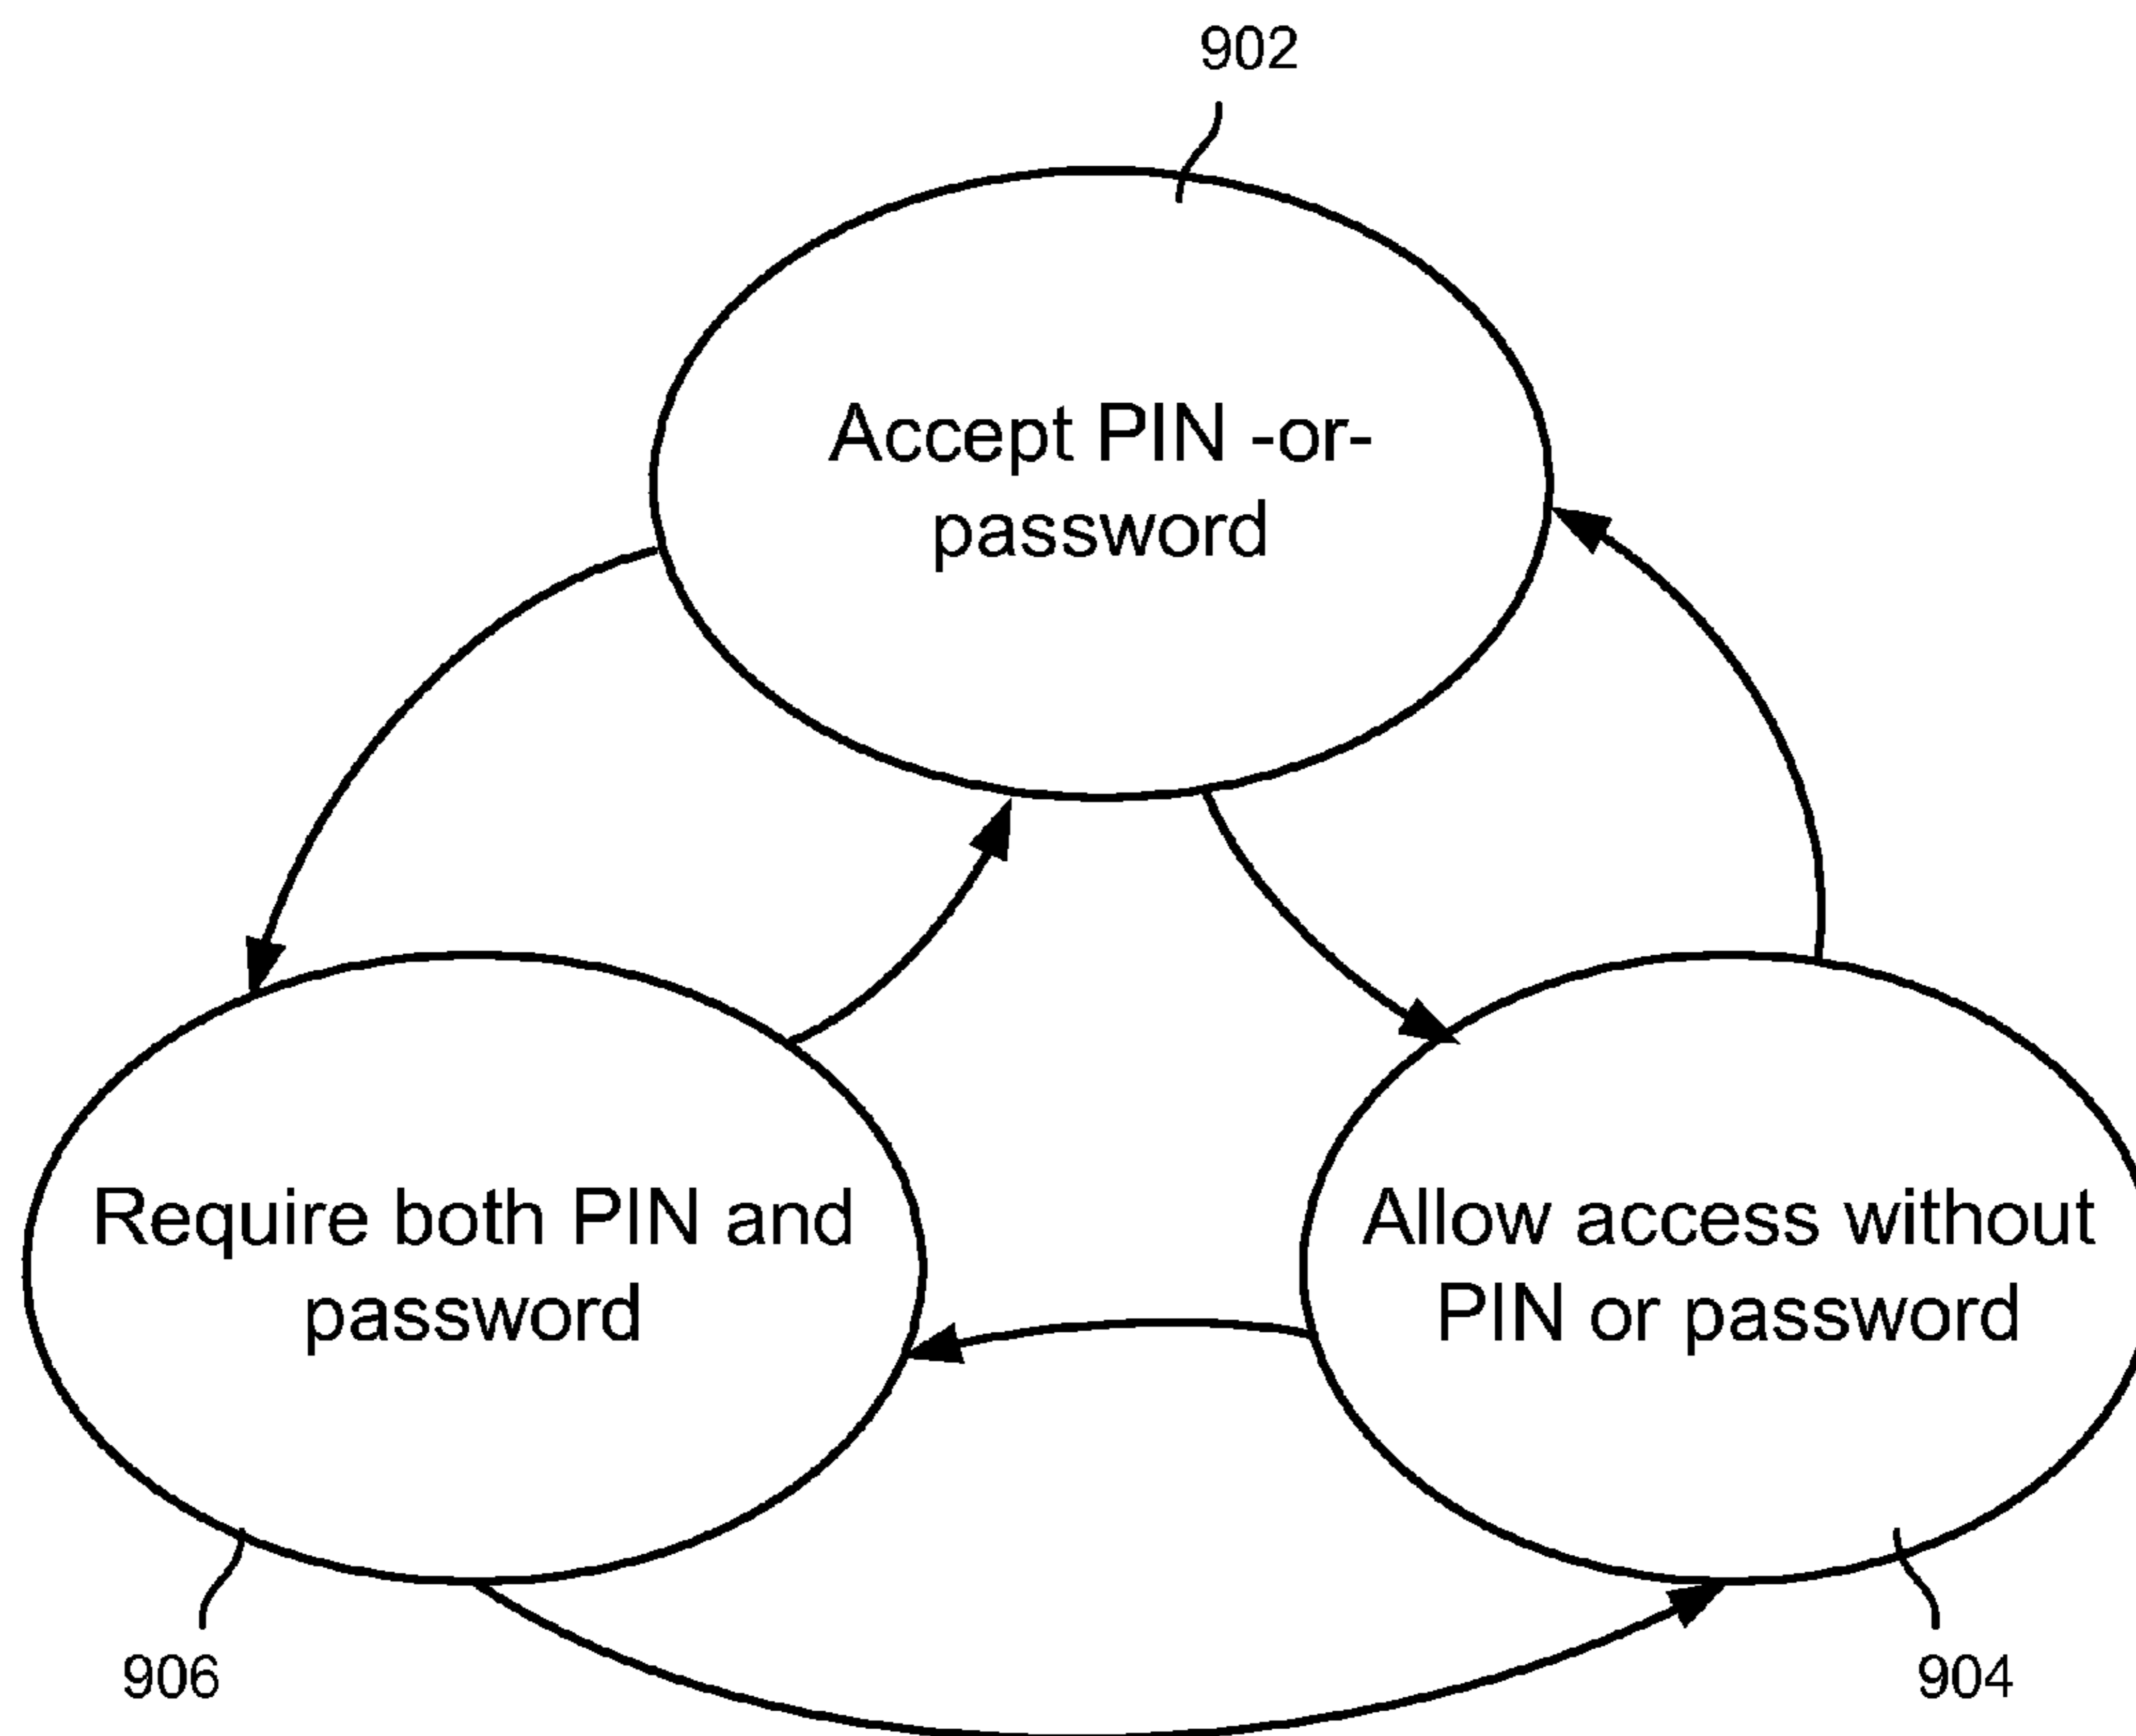 902
Accept PIN -or-
password
Require both PIN and
password
Allow access without
PIN or password
906
904